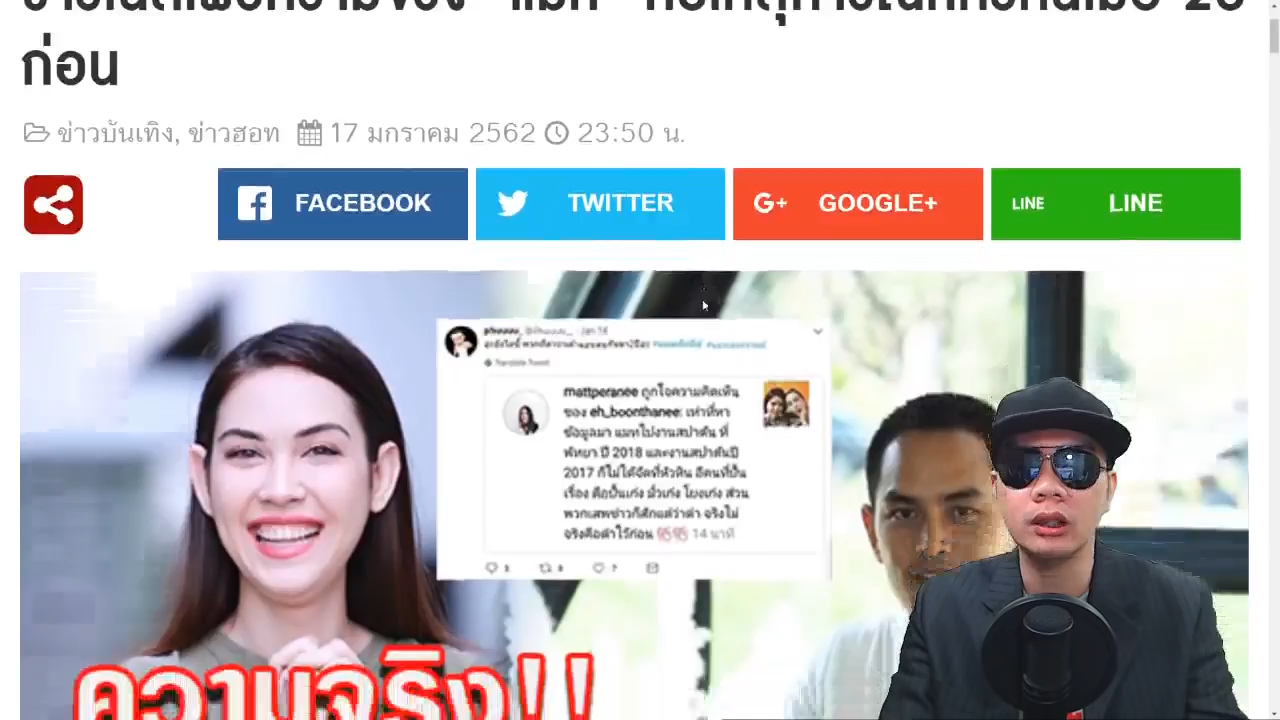 ก่อน
ข่าวบันเทิง, ข่าวฮอท 17 มกราคม 2562 23:50 น.
FACEBOOK
TWITTER
G+ GOOGLE+
LINE LINE
mattperanee ถูกใจความคิดเห็น
ของ eh_boonthanee: เท่าที่หา
ข้อมูลมา แมทไปงานสปาตัน ที่
พัทยา ปี 2018 และงานสปาตันปี
2017 ก็ไม่ได้จัดที่หัวหิน อีคนที่ปั้น
เรื่อง คือปั้นเก่ง มั่วเก่ง โยงเก่ง ส่วน
พวกเสพข่าวก็สักแต่ว่าด่า จริงไม่
จริงคือด่าไว้ก่อน 💯💯 14 นาที
ความจริง!!